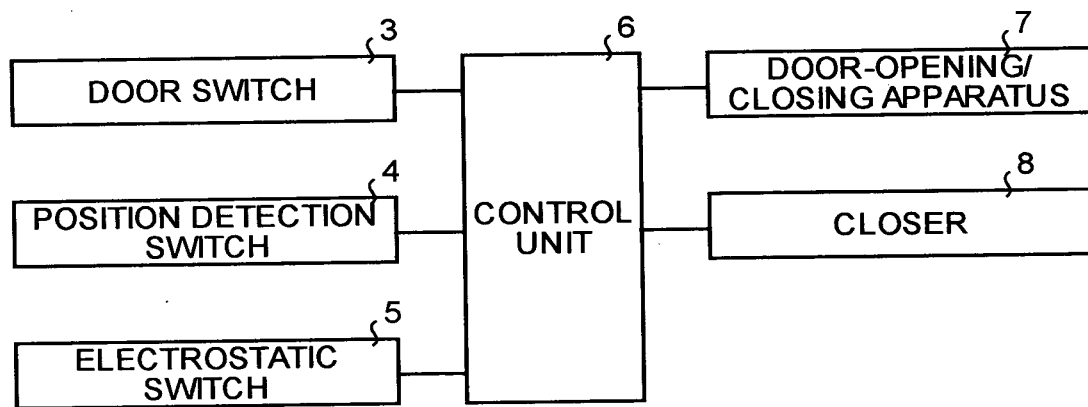 3
DOOR SWITCH
4
POSITION DETECTION
SWITCH
5
ELECTROSTATIC
SWITCH
6
CONTROL
UNIT
7
DOOR-OPENING/
CLOSING APPARATUS
8
CLOSER